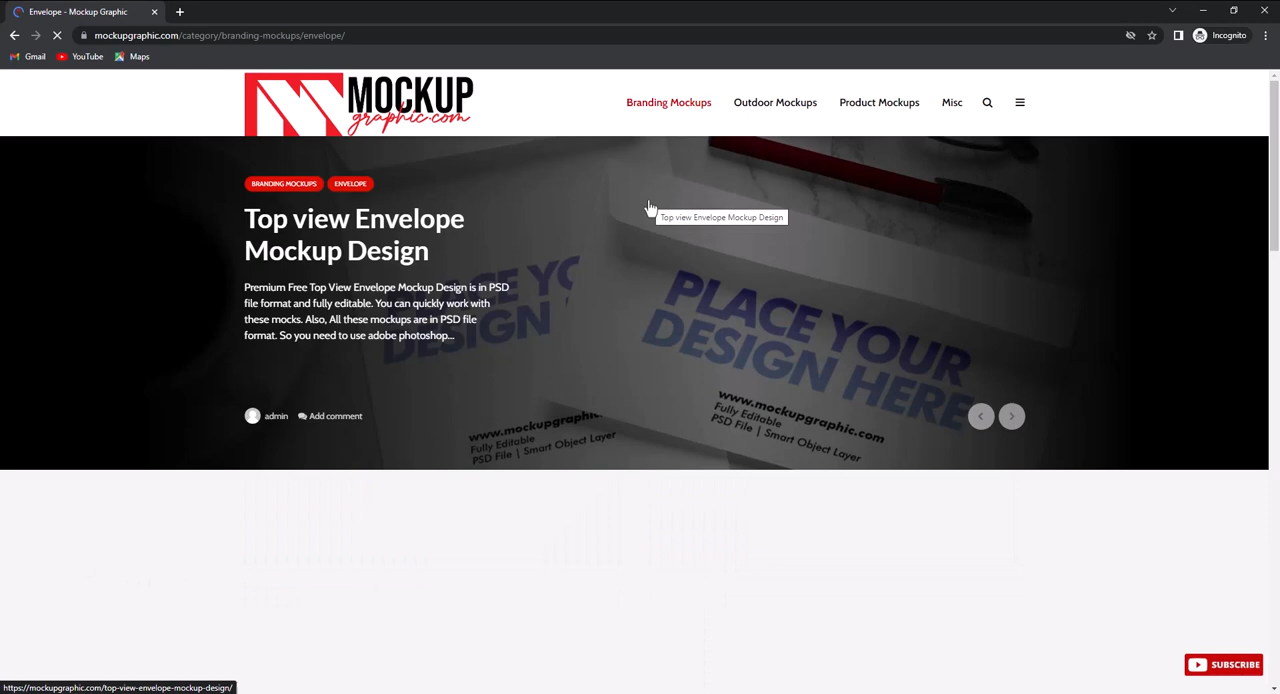 Envelope - Mockup Graphic
mockupgraphic.com/category/branding-mockups/envelope/
Incognito
Gmail YouTube Maps
MOCKUP
graphic.com
Branding Mockups Outdoor Mockups Product Mockups Misc
BRANDING MOCKUPS ENVELOPE
Top view Envelope
Mockup Design
Top view Envelope Mockup Design
Premium Free Top View Envelope Mockup Design is in PSD
file format and fully editable. You can quickly work with
these mocks. Also, All these mockups are in PSD file
format. So you need to use adobe photoshop...
admin Add comment
PLACE YO
DESIGN
www.mockupgraphic.com
Fully Editable
PSD File | Smart Object Layer
PLACE YOUR
DESIGN HERE
www.mockupgraphic.com
Fully Editable
PSD File | Smart Object Layer
SUBSCRIBE
https://mockupgraphic.com/top-view-envelope-mockup-design/